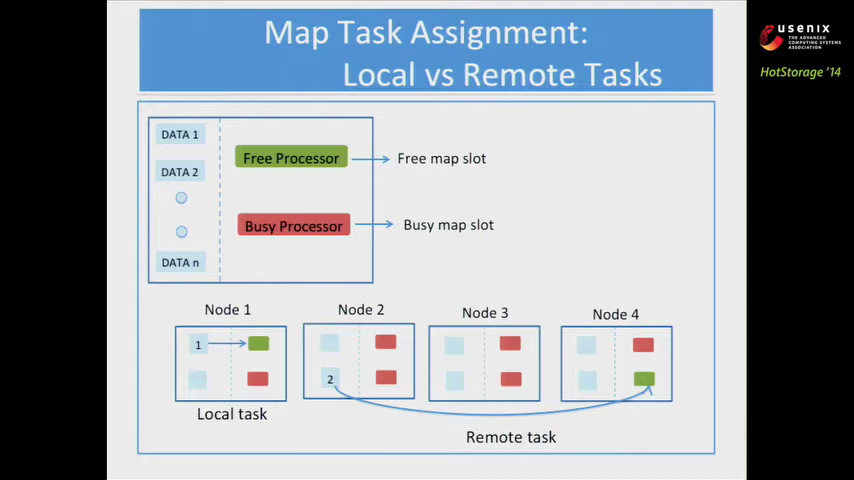 Map Task Assignment:
Local vs Remote Tasks
usenix
THE ADVANCED
COMPUTING SYSTEMS
ASSOCIATION
HotStorage '14
DATA 1
DATA 2
DATA n
Free Processor
Free map slot
Busy Processor
Busy map slot
Node 1
Node 2
Node 3
Node 4
1
2
Local task
Remote task